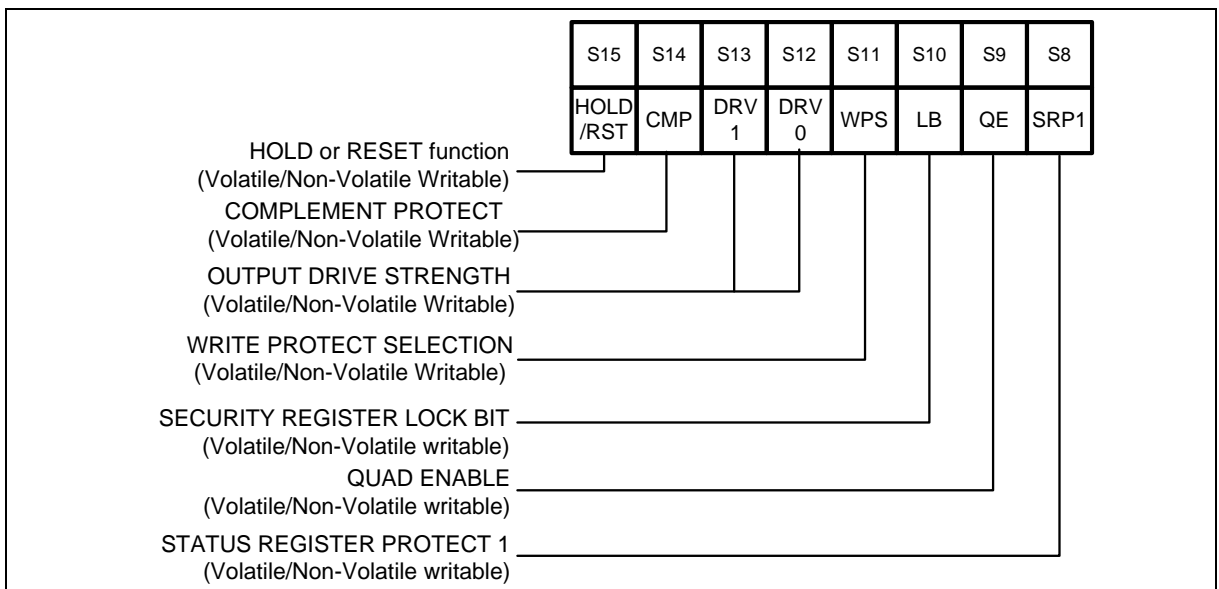 S15 S14 S13 S12 S11 S10 S9 S8
HOLD/RST CMP DRV 1 DRV 0 WPS LB QE SRP1
HOLD or RESET function
(Volatile/Non-Volatile Writable)
COMPLEMENT PROTECT
(Volatile/Non-Volatile Writable)
OUTPUT DRIVE STRENGTH
(Volatile/Non-Volatile Writable)
WRITE PROTECT SELECTION
(Volatile/Non-Volatile Writable)
SECURITY REGISTER LOCK BIT
(Volatile/Non-Volatile writable)
QUAD ENABLE
(Volatile/Non-Volatile writable)
STATUS REGISTER PROTECT 1
(Volatile/Non-Volatile writable)